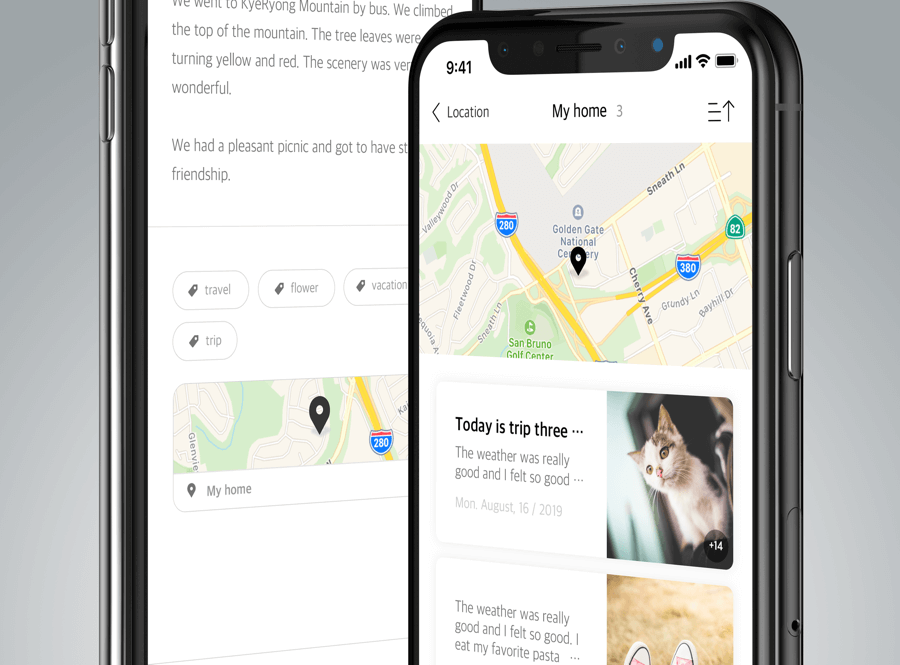 We went to KyeRyong Mountain by bus. We climbed
the top of the mountain. The tree leaves were
turning yellow and red. The scenery was
wonderful.
We had a pleasant picnic and got to have
friendship.
travel
flower
vacation
trip
280
Glenvie
My home
9:41
Location
My home 3
Sneath Ln
Valleywood Dr
280
Golden Gate
National
Cemetery
82
380
Fleetwood Dr
Cherry Ave
Grundy Ln
Bayhill Dr
Sneath Ln
equoia Ave
San Bruno
Golf Center
280
Today is trip three ···
The weather was really
good and I felt so good ···
Mon. August, 16 / 2019
+14
The weather was really
good and I felt so good. I
eat my favorite pasta ···